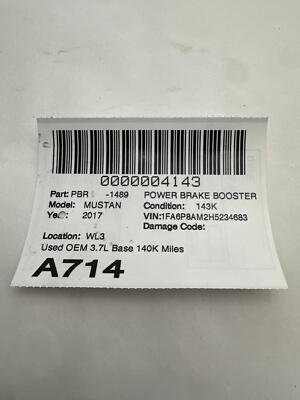 0000004143
Part: PBR -1489 POWER BRAKE BOOSTER
Model: MUSTAN Condition: 143K
Year: 2017 VIN:1FA6P8AM2H5234683
Damage Code:
Location: WL3
Used OEM 3.7L Base 140K Miles
A714